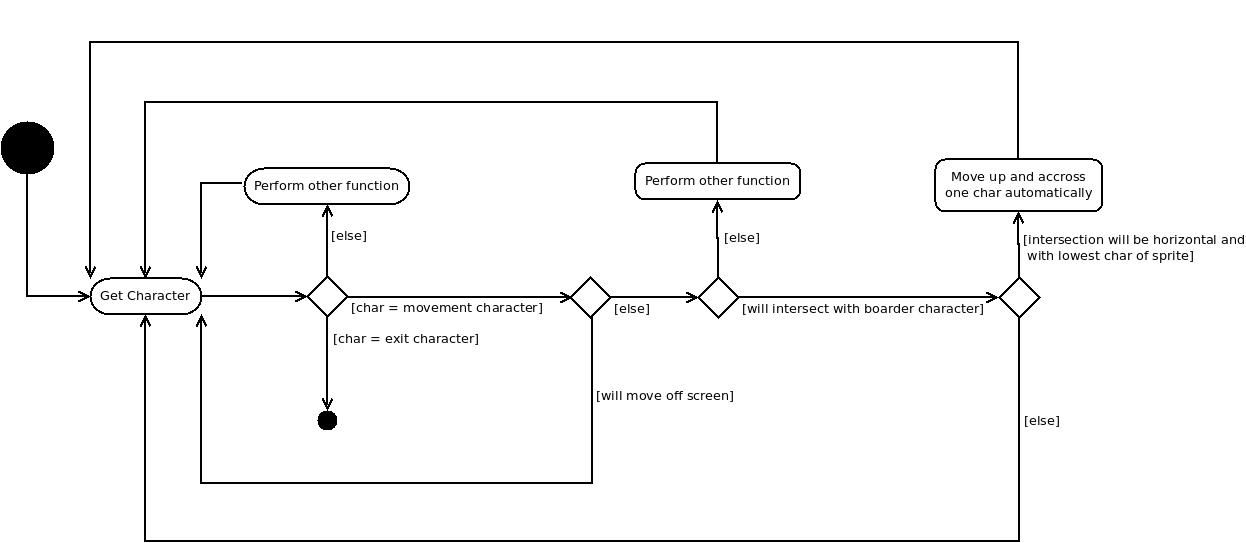 Move up and accross
one char automatically
Perform other function
Perform other function
[else]
[else]
[intersection will be horizontal and
with lowest char of sprite]
Get Character
[char = movement character]
[else]
[will intersect with boarder character]
[char = exit character]
[will move off screen]
[else]